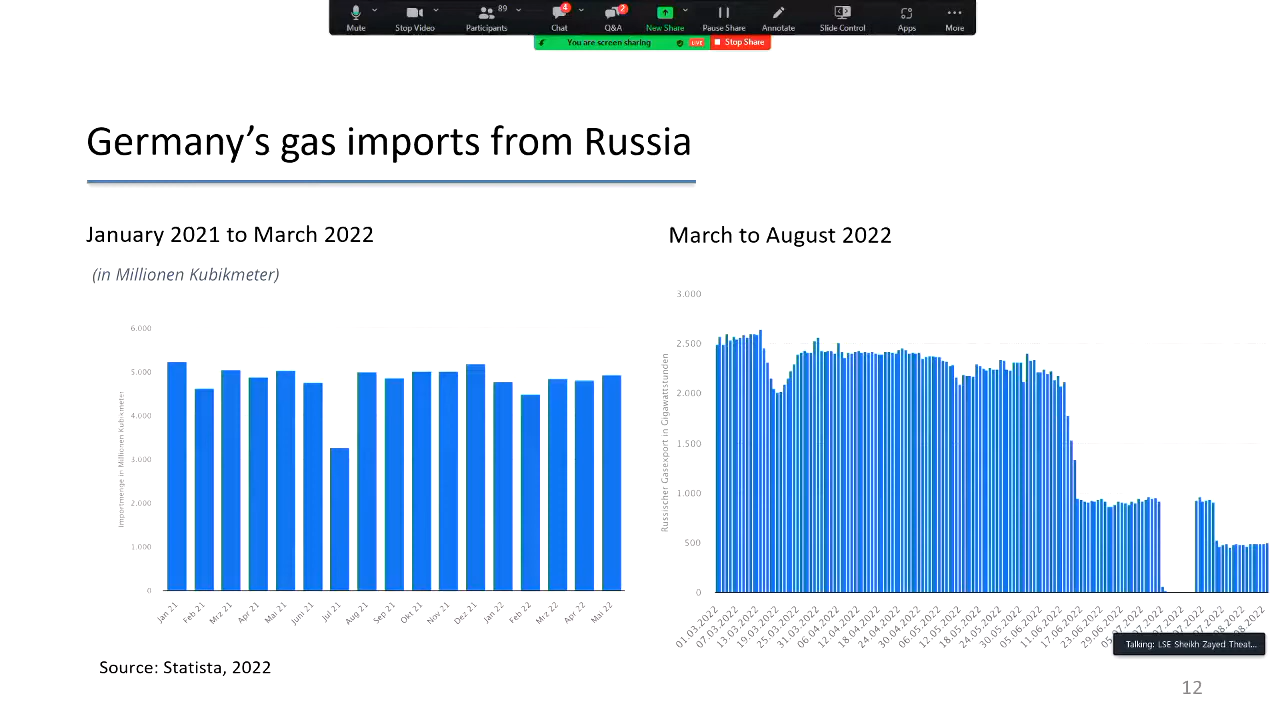 Mute
Stop Video
Participants
89
Chat
4
Q&A
2
New Share
Pause Share
Annotate
Slide Control
Apps
More
You are screen sharing
LIVE
Stop Share
Germany's gas imports from Russia
January 2021 to March 2022
(in Millionen Kubikmeter)
Importmenge in Millionen Kubikmeter
6.000
5.000
4.000
3.000
2.000
1.000
0
Jan 21
Feb 21
Mrz 21
Apr 21
Mai 21
Juni 21
Jul 21
Aug 21
Sep 21
Okt 21
Nov 21
Dez 21
Jan 22
Feb 22
Mrz 22
Apr 22
Mai 22
Source: Statista, 2022
March to August 2022
Russischer Gasexport in Gigawattstunden
3.000
2.500
2.000
1.500
1.000
500
0
01.03.2022
07.03.2022
13.03.2022
19.03.2022
25.03.2022
31.03.2022
06.04.2022
12.04.2022
18.04.2022
24.04.2022
30.04.2022
06.05.2022
12.05.2022
18.05.2022
24.05.2022
30.05.2022
05.06.2022
11.06.2022
17.06.2022
23.06.2022
29.06.2022
Talking: LSE Sheikh Zayed Theat...
12